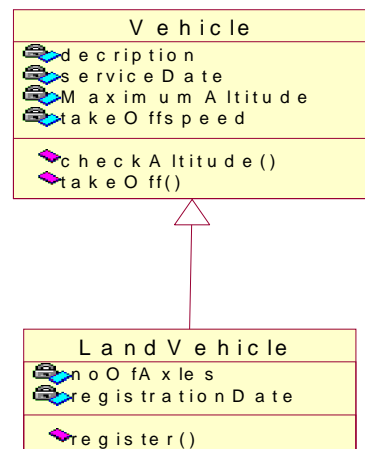 Vehicle
decription
serviceDate
MaximumAltitude
takeOffspeed
checkAltitude()
takeOff()
LandVehicle
noOfAxles
registrationDate
register()